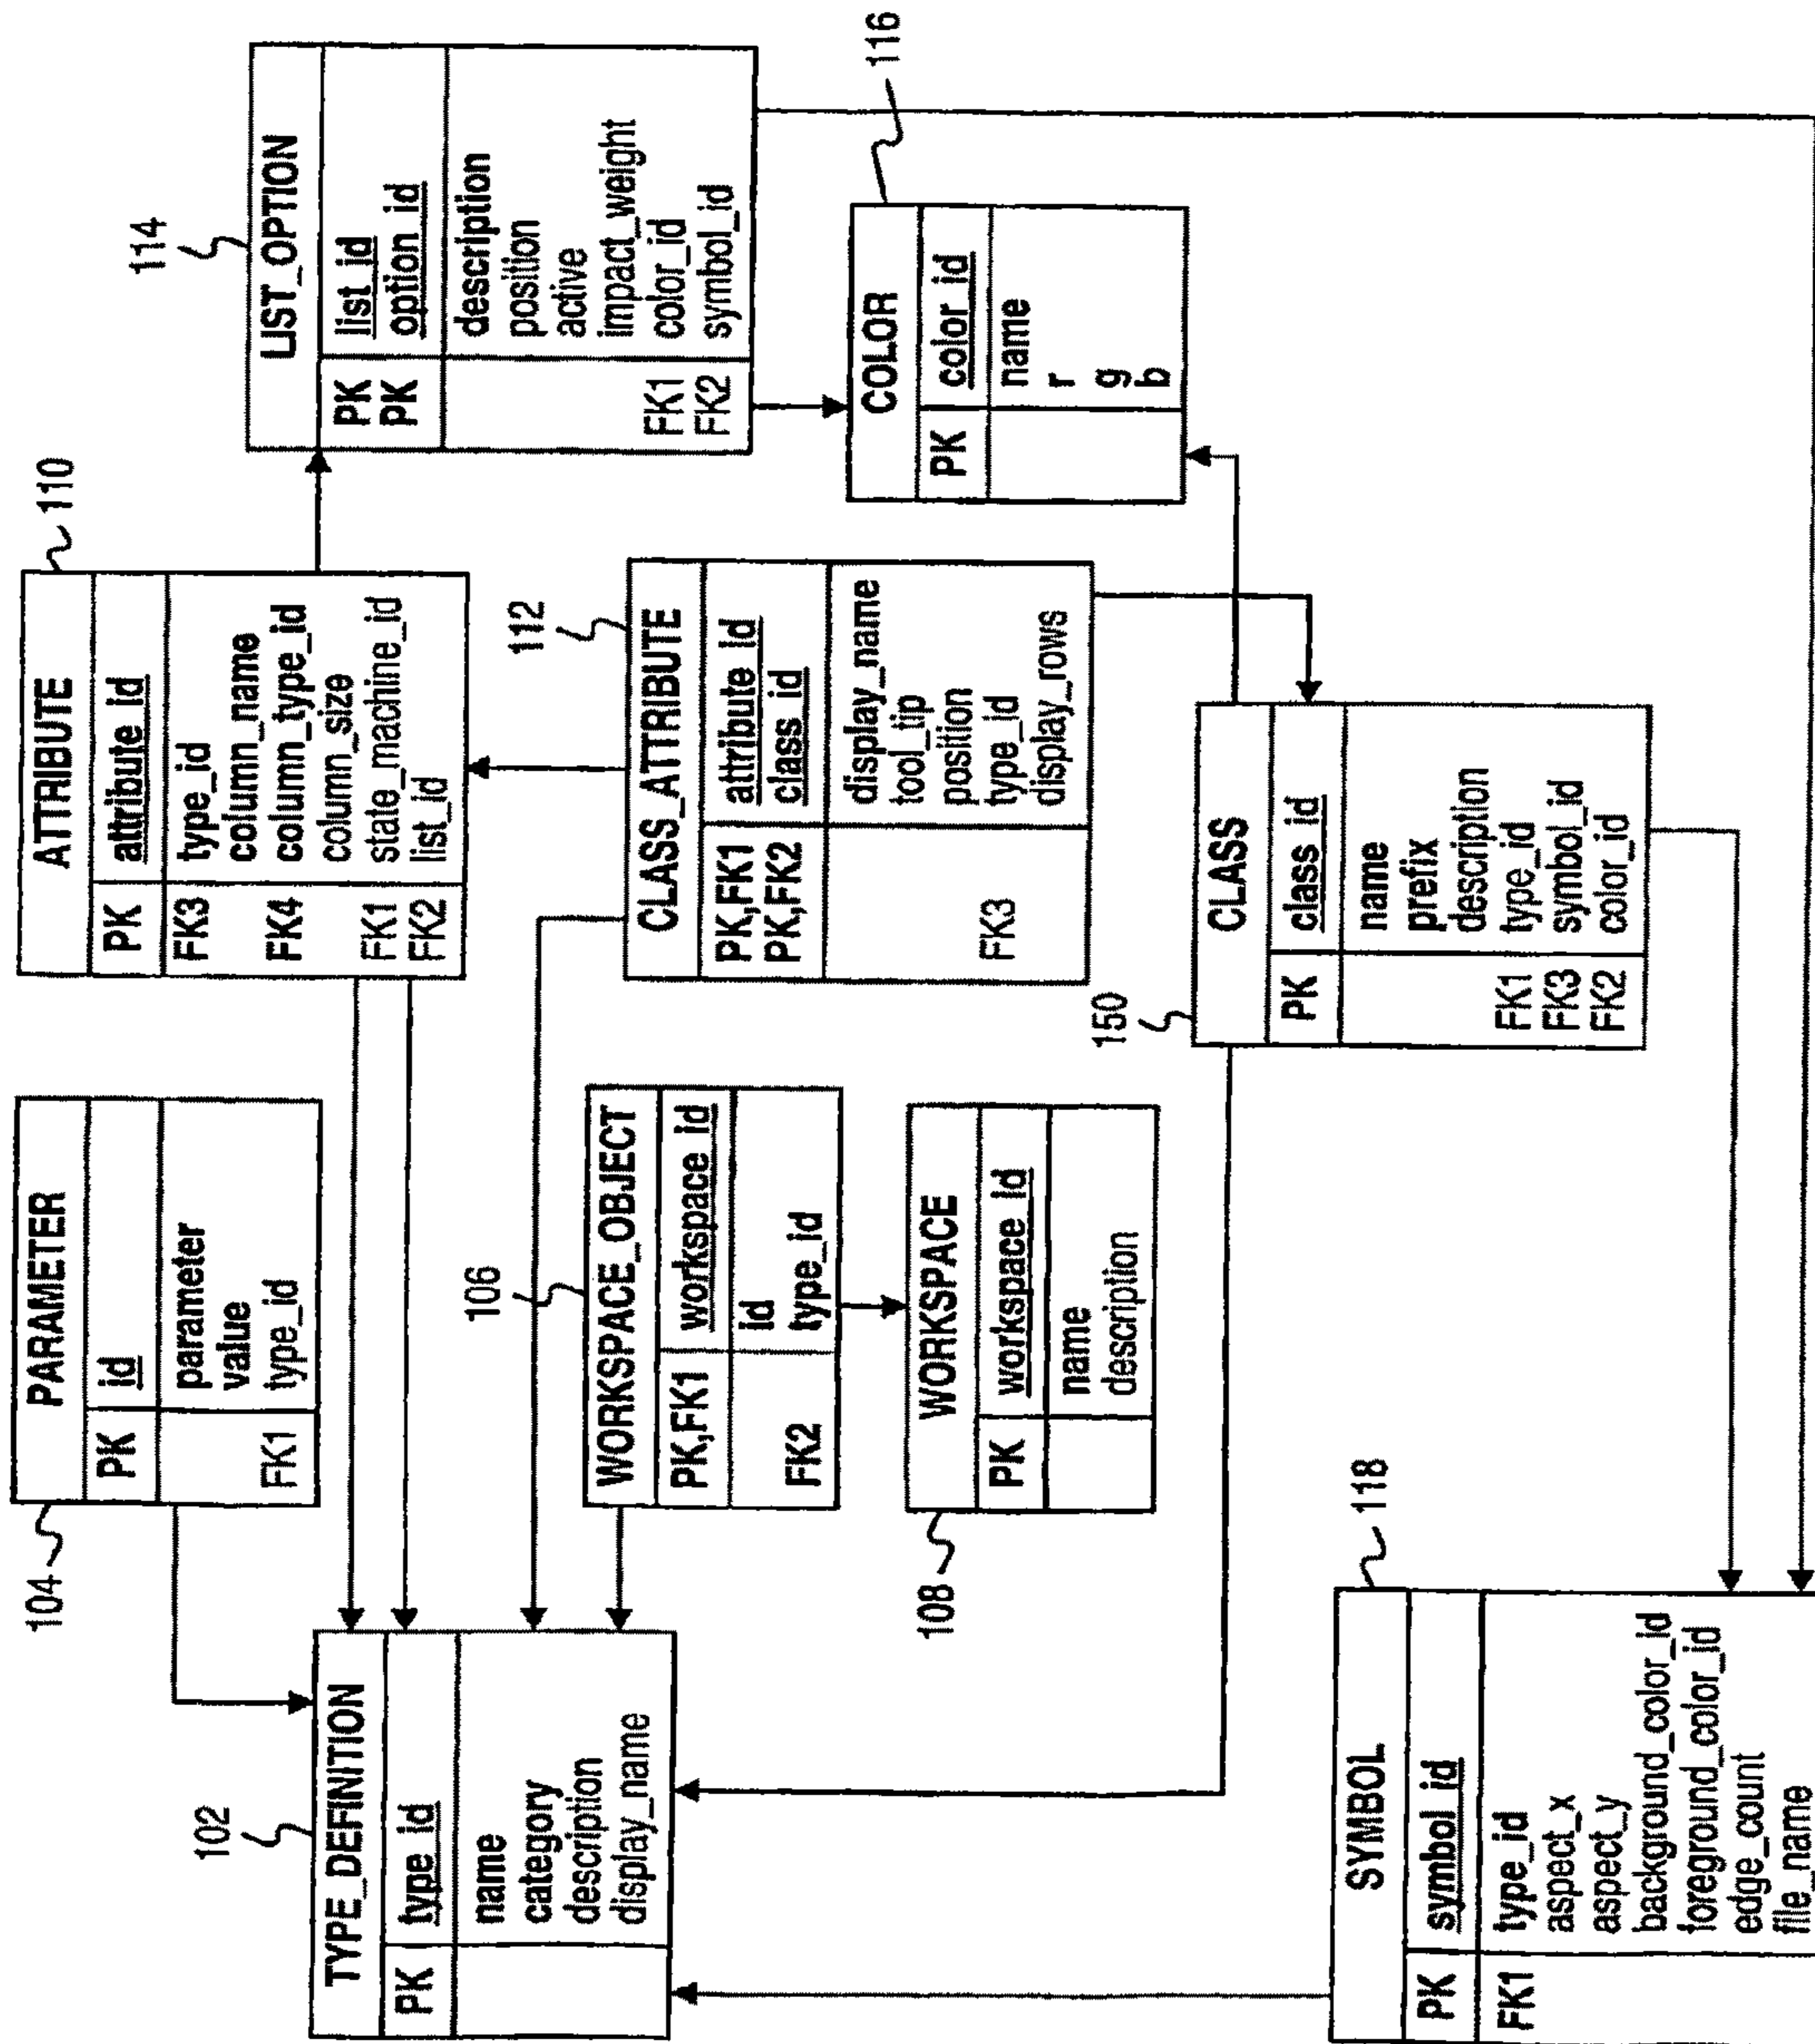 102
TYPE_DEFINITION
PK type_id
name
category
description
display_name
104
PARAMETER
PK id
parameter
value
FK1 type_id
110
ATTRIBUTE
PK attribute_id
FK3 type_id
column_name
FK4 column_type_id
column_size
FK1 state_machine_id
FK2 list_id
114
LIST_OPTION
PK list_id
PK option_id
description
position
active
impact_weight
FK1 color_id
FK2 symbol_id
106
WORKSPACE_OBJECT
PK,FK1 workspace_id
id
FK2 type_id
112
CLASS_ATTRIBUTE
PK,FK1 attribute_id
PK,FK2 class_id
display_name
tool_tip
position
FK3 type_id
display_rows
116
COLOR
PK color_id
name
r
g
b
108
WORKSPACE
PK workspace_id
name
description
150
CLASS
PK class_id
name
prefix
description
FK1 type_id
FK3 symbol_id
FK2 color_id
118
SYMBOL
PK symbol_id
FK1 type_id
aspect_x
aspect_y
background_color_id
foreground_color_id
edge_count
file_name